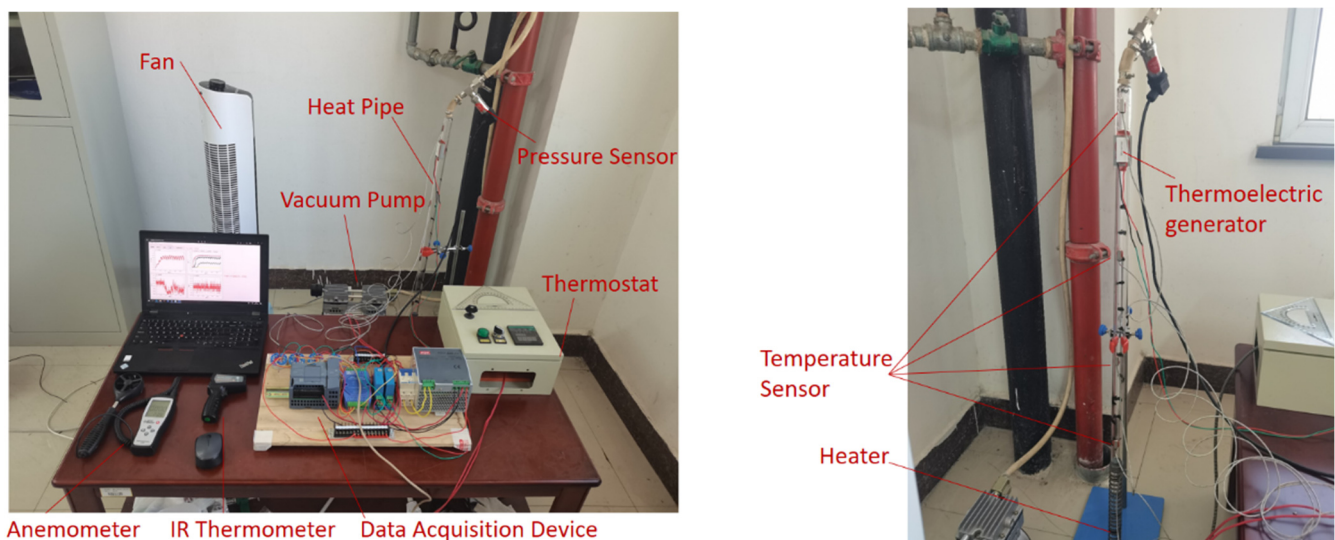 Fan
Heat Pipe
Pressure Sensor
Vacuum Pump
Thermostat
Anemometer
IR Thermometer
Data Acquisition Device
Thermoelectric
generator
Temperature
Sensor
Heater